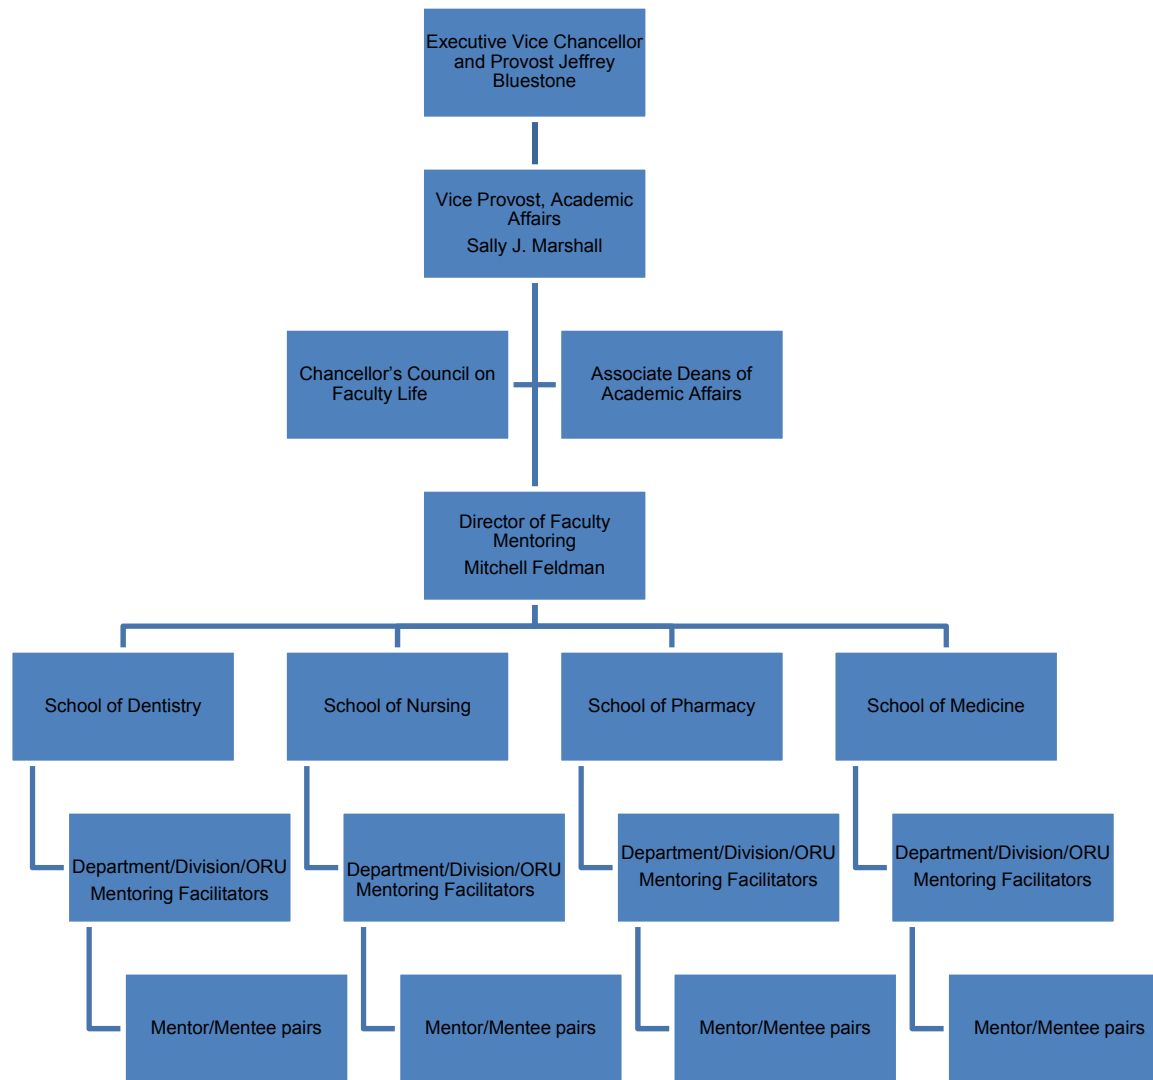 Executive Vice Chancellor
and Provost Jeffrey
Bluestone
Vice Provost, Academic
Affairs
Sally J. Marshall
Chancellor’s Council on
Faculty Life
Associate Deans of
Academic Affairs
Director of Faculty
Mentoring
Mitchell Feldman
School of Dentistry
School of Nursing
School of Pharmacy
School of Medicine
Department/Division/ORU
Mentoring Facilitators
Department/Division/ORU
Mentoring Facilitators
Department/Division/ORU
Mentoring Facilitators
Department/Division/ORU
Mentoring Facilitators
Mentor/Mentee pairs
Mentor/Mentee pairs
Mentor/Mentee pairs
Mentor/Mentee pairs